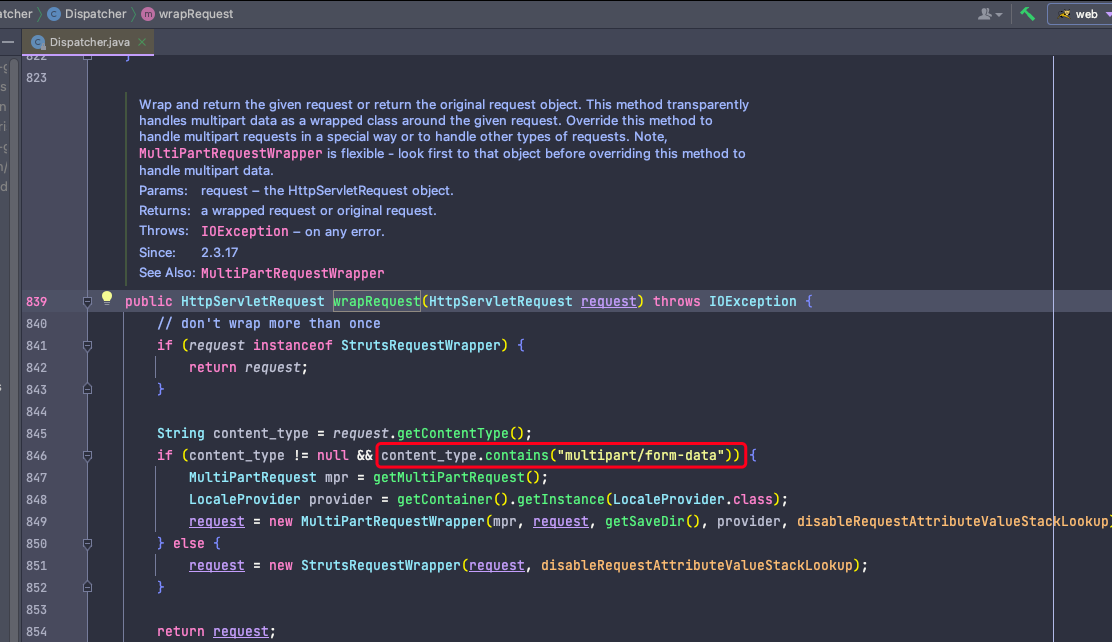 atcher Dispatcher wrapRequest web
Dispatcher.java
822 }
823
Wrap and return the given request or return the original request object. This method transparently
handles multipart data as a wrapped class around the given request. Override this method to
handle multipart requests in a special way or to handle other types of requests. Note,
MultiPartRequestWrapper is flexible - look first to that object before overriding this method to
handle multipart data.
Params: request – the HttpServletRequest object.
Returns: a wrapped request or original request.
Throws: IOException – on any error.
Since: 2.3.17
See Also: MultiPartRequestWrapper
839 public HttpServletRequest wrapRequest(HttpServletRequest request) throws IOException {
840 // don't wrap more than once
841 if (request instanceof StrutsRequestWrapper) {
842 return request;
843 }
844
845 String content_type = request.getContentType();
846 if (content_type != null && content_type.contains("multipart/form-data")) {
847 MultiPartRequest mpr = getMultiPartRequest();
848 LocaleProvider provider = getContainer().getInstance(LocaleProvider.class);
849 request = new MultiPartRequestWrapper(mpr, request, getSaveDir(), provider, disableRequestAttributeValueStackLookup)
850 } else {
851 request = new StrutsRequestWrapper(request, disableRequestAttributeValueStackLookup);
852 }
853
854 return request;